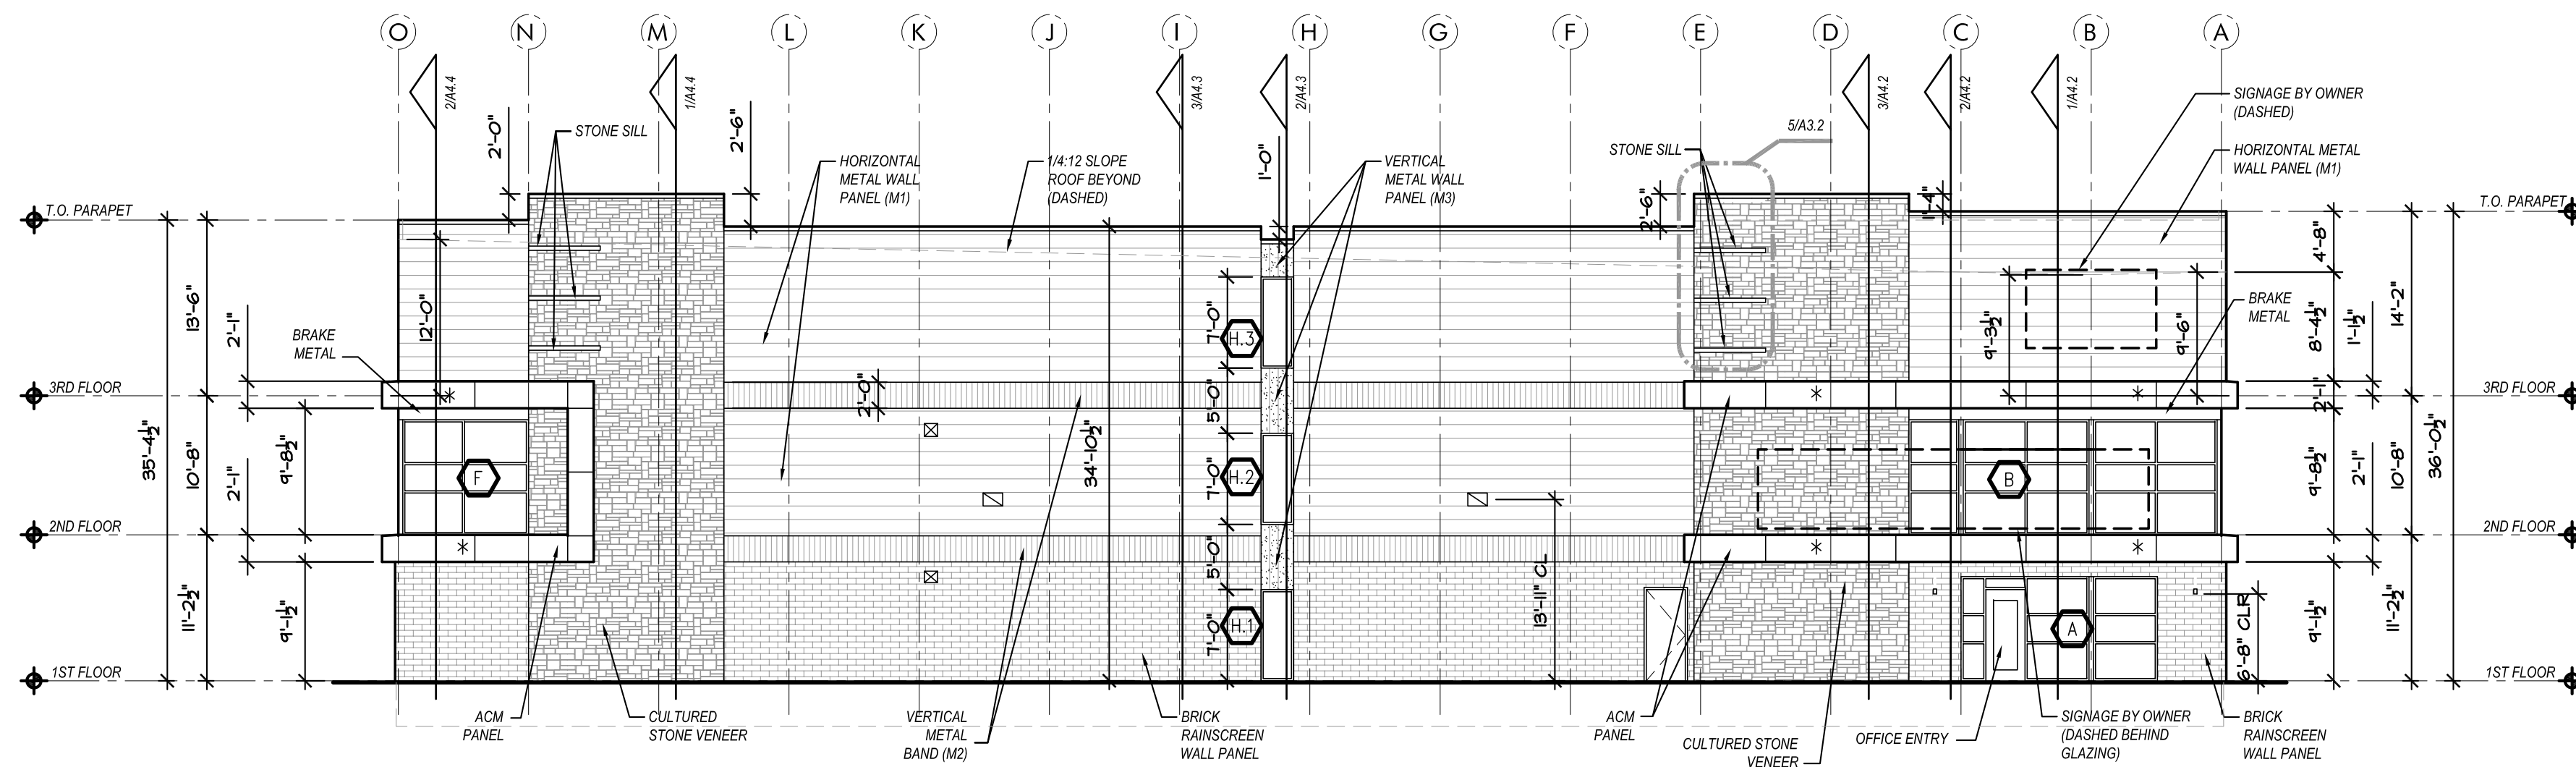 O N M L K J I H G F E D C B A
2/A4.4
1/A4.4
3/A4.3
2/A4.3
3/A4.2
2/A4.2
1/A4.2
5/A3.2
2'-0"
STONE SILL
2'-6"
HORIZONTAL
METAL WALL
PANEL (M1)
1/4:12 SLOPE
ROOF BEYOND
(DASHED)
1'-0"
VERTICAL
METAL WALL
PANEL (M3)
STONE SILL
2'-6"
1'-4"
SIGNAGE BY OWNER
(DASHED)
HORIZONTAL METAL
WALL PANEL (M1)
BRAKE
METAL
T.O. PARAPET
3RD FLOOR
2ND FLOOR
1ST FLOOR
35'-4½"
13'-6"
10'-8"
11'-2½"
2'-1"
2'-1"
9'-8½"
9'-1½"
BRAKE
METAL
12'-0"
*
*
F
2'-0"
34'-10½"
7'-0"
H.3
5'-0"
7'-0"
H.2
5'-0"
7'-0"
H.1
13'-11" CL
*
*
*
*
B
A
9'-3½"
9'-6"
6'-8" CLR
4'-8"
8'-4½"
2'-1"
9'-8½"
9'-1½"
1'-1½"
2'-1"
14'-2"
10'-8"
11'-2½"
36'-0½"
T.O. PARAPET
3RD FLOOR
2ND FLOOR
1ST FLOOR
ACM
PANEL
CULTURED
STONE VENEER
VERTICAL
METAL
BAND (M2)
BRICK
RAINSCREEN
WALL PANEL
ACM
PANEL
CULTURED STONE
VENEER
OFFICE ENTRY
SIGNAGE BY OWNER
(DASHED BEHIND
GLAZING)
BRICK
RAINSCREEN
WALL PANEL